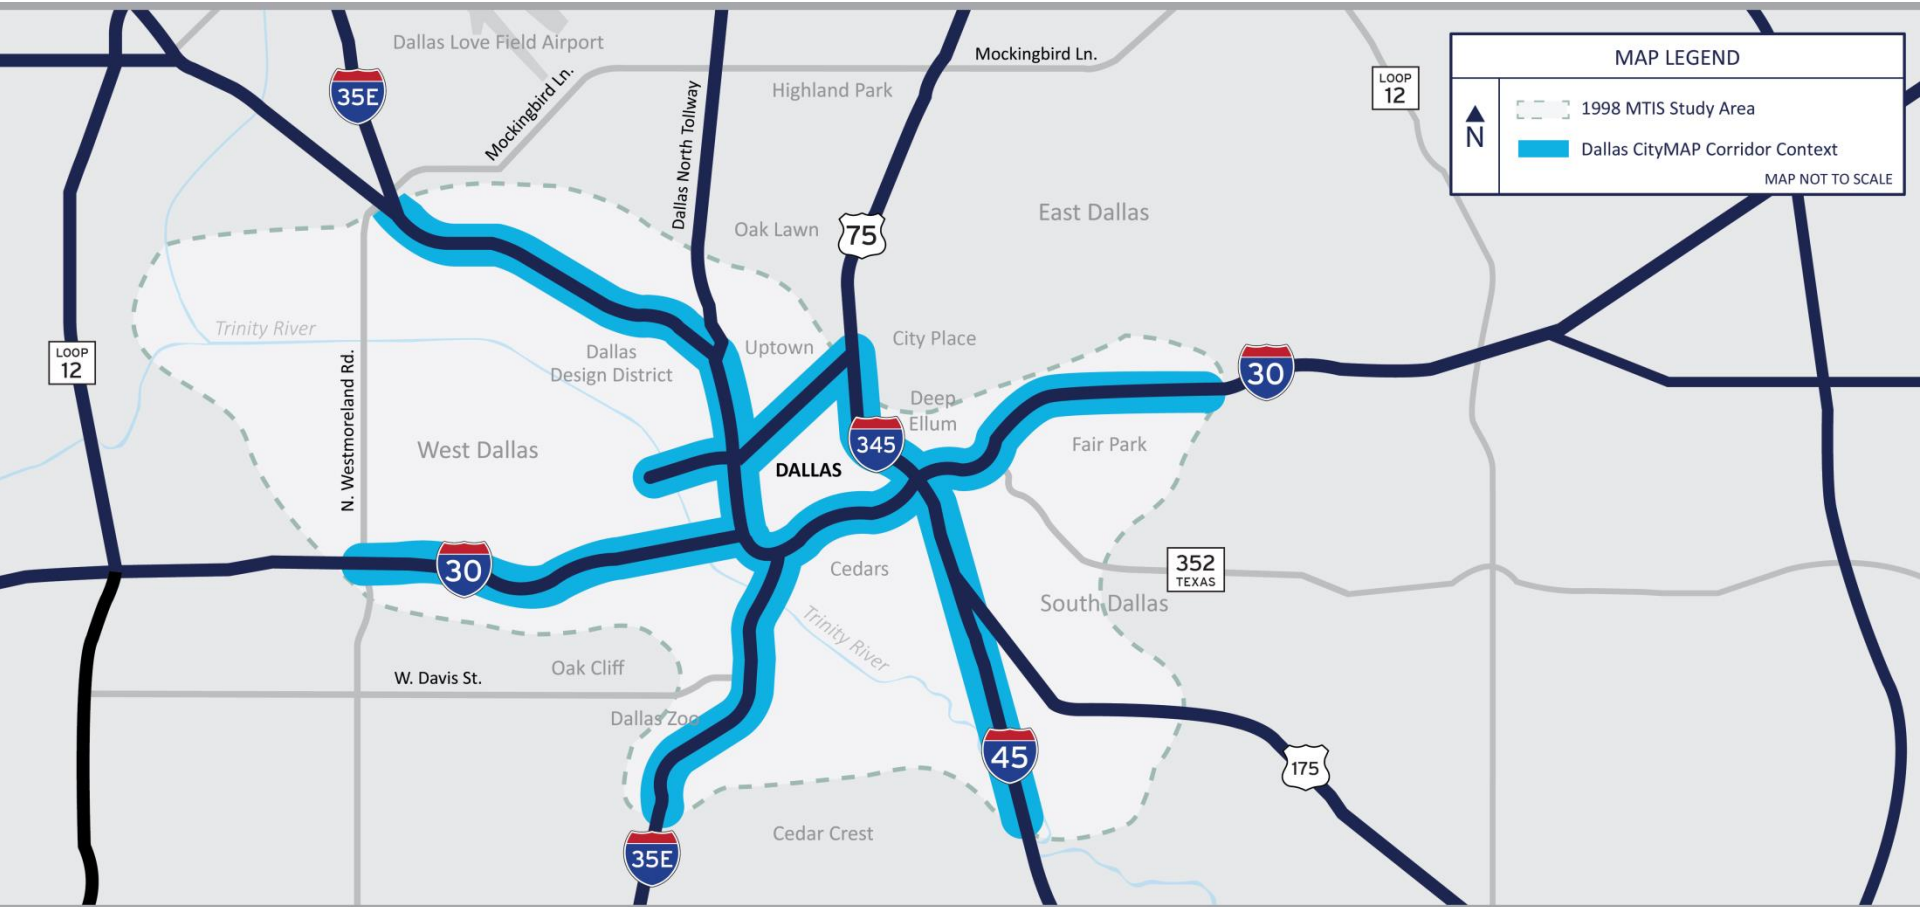 Dallas Love Field Airport
Mockingbird Ln.
35E
Mockingbird Ln.
Highland Park
Dallas North Tollway
LOOP
12
MAP LEGEND
N
1998 MTIS Study Area
Dallas CityMAP Corridor Context
MAP NOT TO SCALE
Oak Lawn
75
East Dallas
Trinity River
LOOP
12
N. Westmoreland Rd.
Dallas
Design District
Uptown
City Place
30
Deep
Ellum
West Dallas
DALLAS
345
Fair Park
30
Cedars
352
TEXAS
South Dallas
Trinity River
Oak Cliff
W. Davis St.
Dallas Zoo
45
175
Cedar Crest
35E